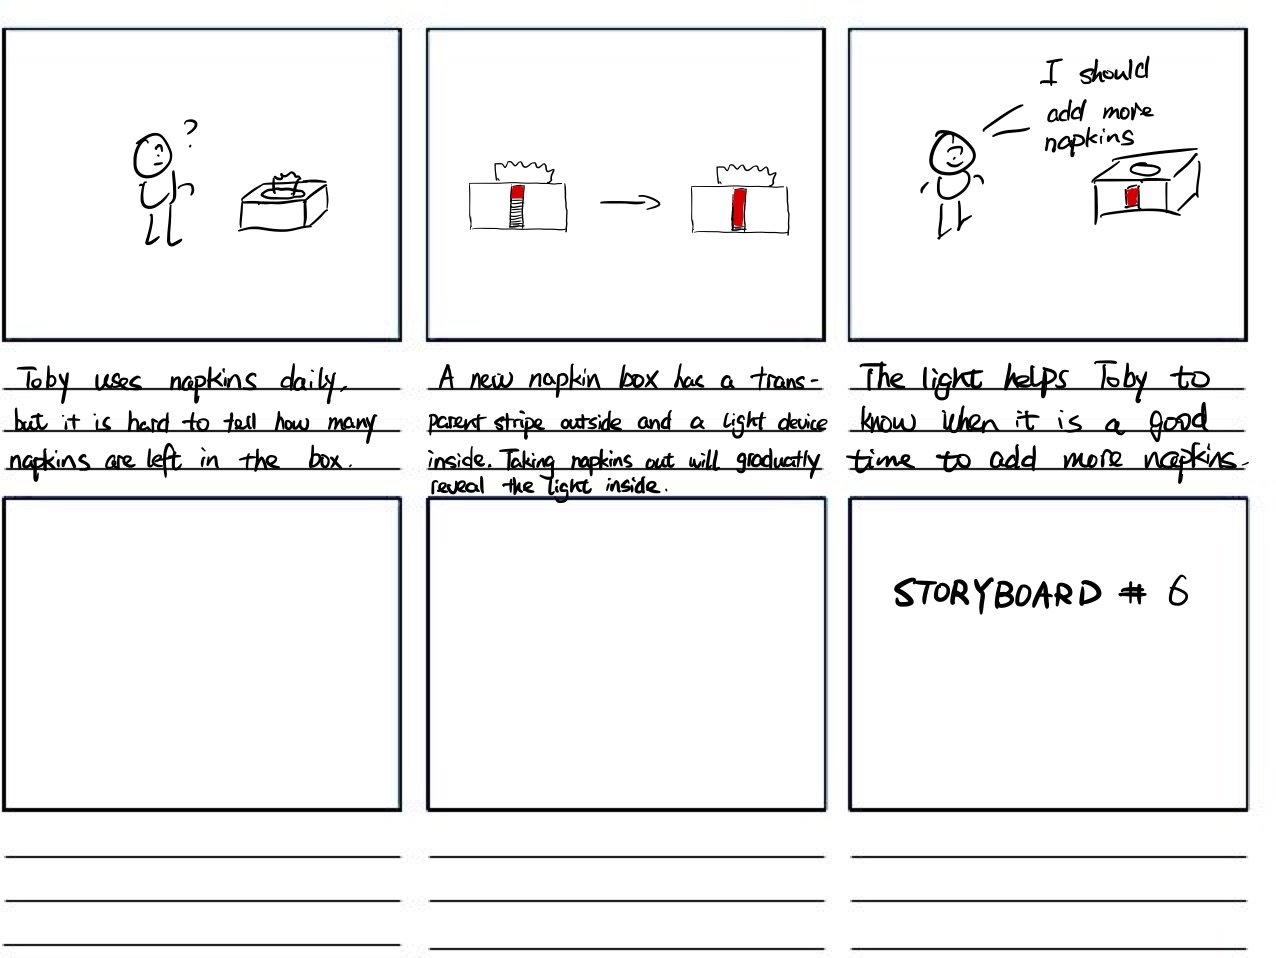 ?
I should
add more
napkins
Toby uses napkins daily.
but it is hard to tell how many
napkins are left in the box.
A new napkin box has a trans-
parent stripe outside and a light device
inside. Taking napkins out will gradually
reveal the light inside.
The light helps Toby to
know when it is a good
time to add more napkins.
STORYBOARD # 6